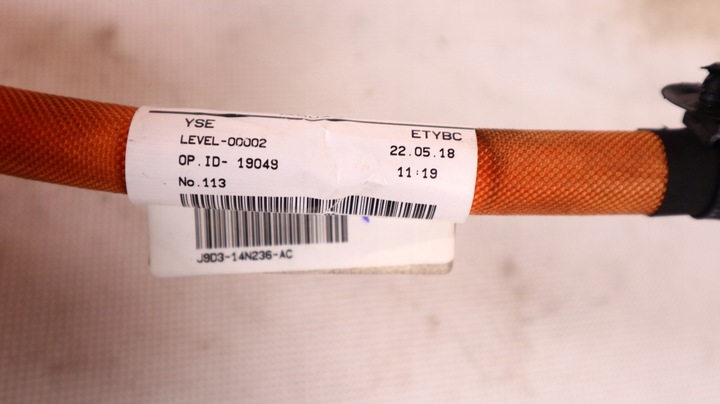 YSE ETYBC
LEVEL-00002 22.05.18
OP.ID- 19049 11:19
No.113
J9D3-14N236-AC